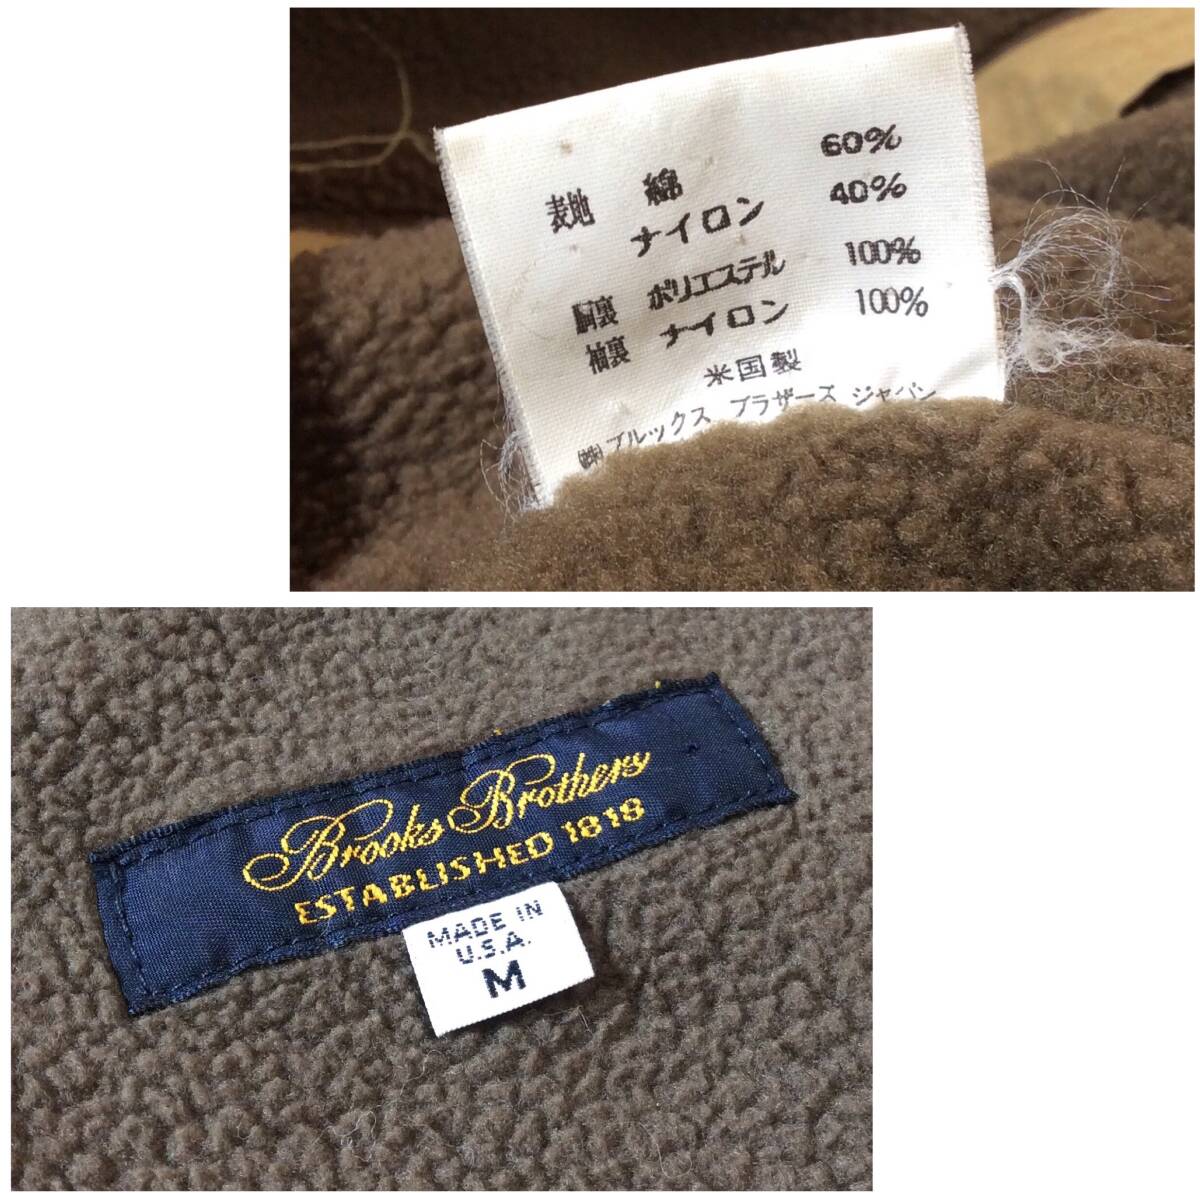 表地 綿 60%
ナイロン 40%
胴裏 ポリエステル 100%
袖裏 ナイロン 100%
米国製
㈱ブルックス ブラザーズ ジャパン
Brooks Brothers
ESTABLISHED 1818
MADE IN
U.S.A.
M